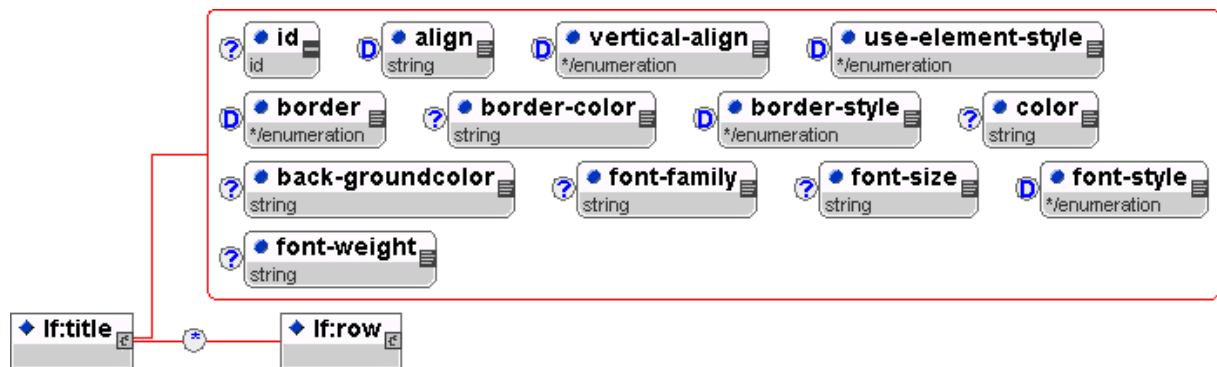 ? id D align D vertical-align D use-element-style
id string */enumeration */enumeration
D border ? border-color D border-style ? color
*/enumeration string */enumeration string
? back-groundcolor ? font-family ? font-size D font-style
string string string */enumeration
? font-weight
string
lf:title * lf:row